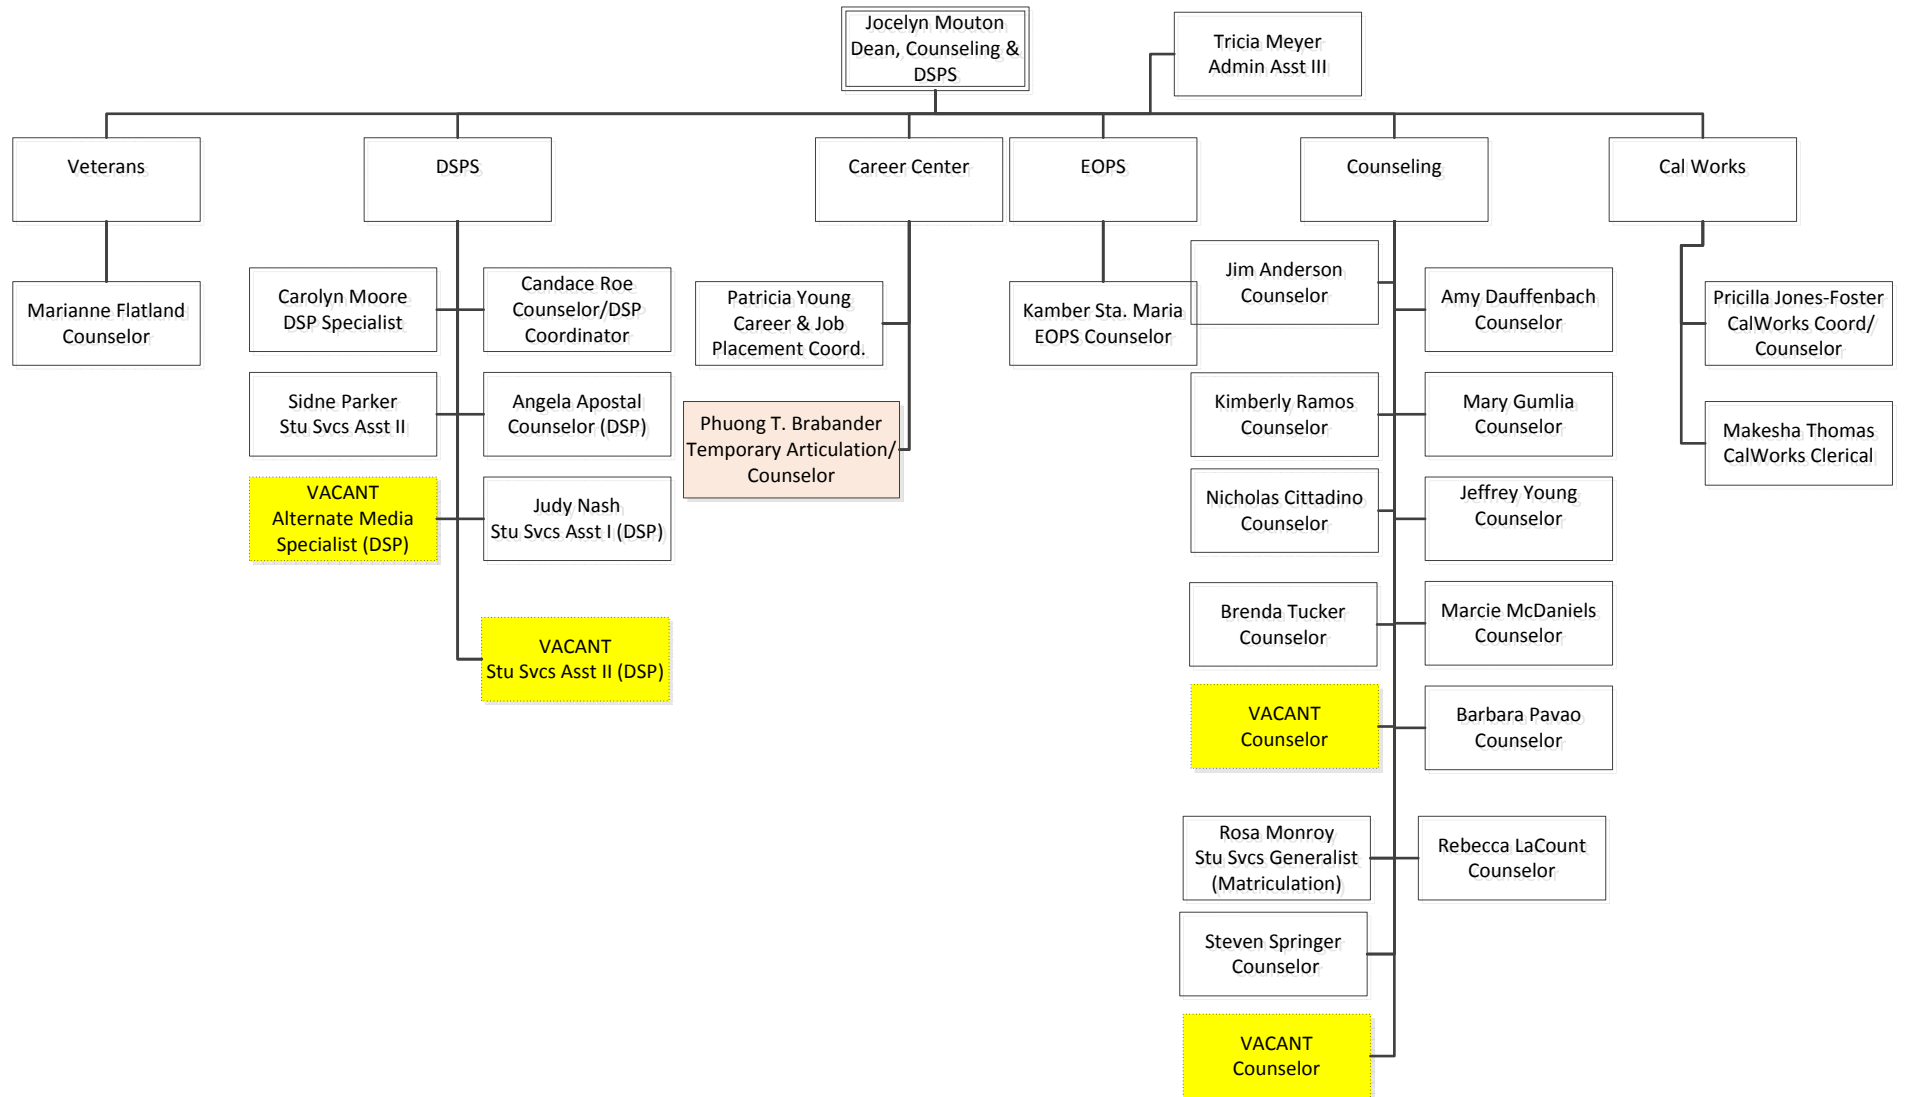 Jocelyn Mouton
Dean, Counseling &
DSPS
Tricia Meyer
Admin Asst III
Veterans
DSPS
Career Center
EOPS
Counseling
Cal Works
Marianne Flatland
Counselor
Carolyn Moore
DSP Specialist
Candace Roe
Counselor/DSP
Coordinator
Sidne Parker
Stu Svcs Asst II
Angela Apostal
Counselor (DSP)
VACANT
Alternate Media
Specialist (DSP)
Judy Nash
Stu Svcs Asst I (DSP)
VACANT
Stu Svcs Asst II (DSP)
Patricia Young
Career & Job
Placement Coord.
Phuong T. Brabander
Temporary Articulation/
Counselor
Kamber Sta. Maria
EOPS Counselor
Jim Anderson
Counselor
Amy Dauffenbach
Counselor
Kimberly Ramos
Counselor
Mary Gumlia
Counselor
Nicholas Cittadino
Counselor
Jeffrey Young
Counselor
Brenda Tucker
Counselor
Marcie McDaniels
Counselor
VACANT
Counselor
Barbara Pavao
Counselor
Rosa Monroy
Stu Svcs Generalist
(Matriculation)
Rebecca LaCount
Counselor
Steven Springer
Counselor
VACANT
Counselor
Pricilla Jones-Foster
CalWorks Coord/
Counselor
Makesha Thomas
CalWorks Clerical